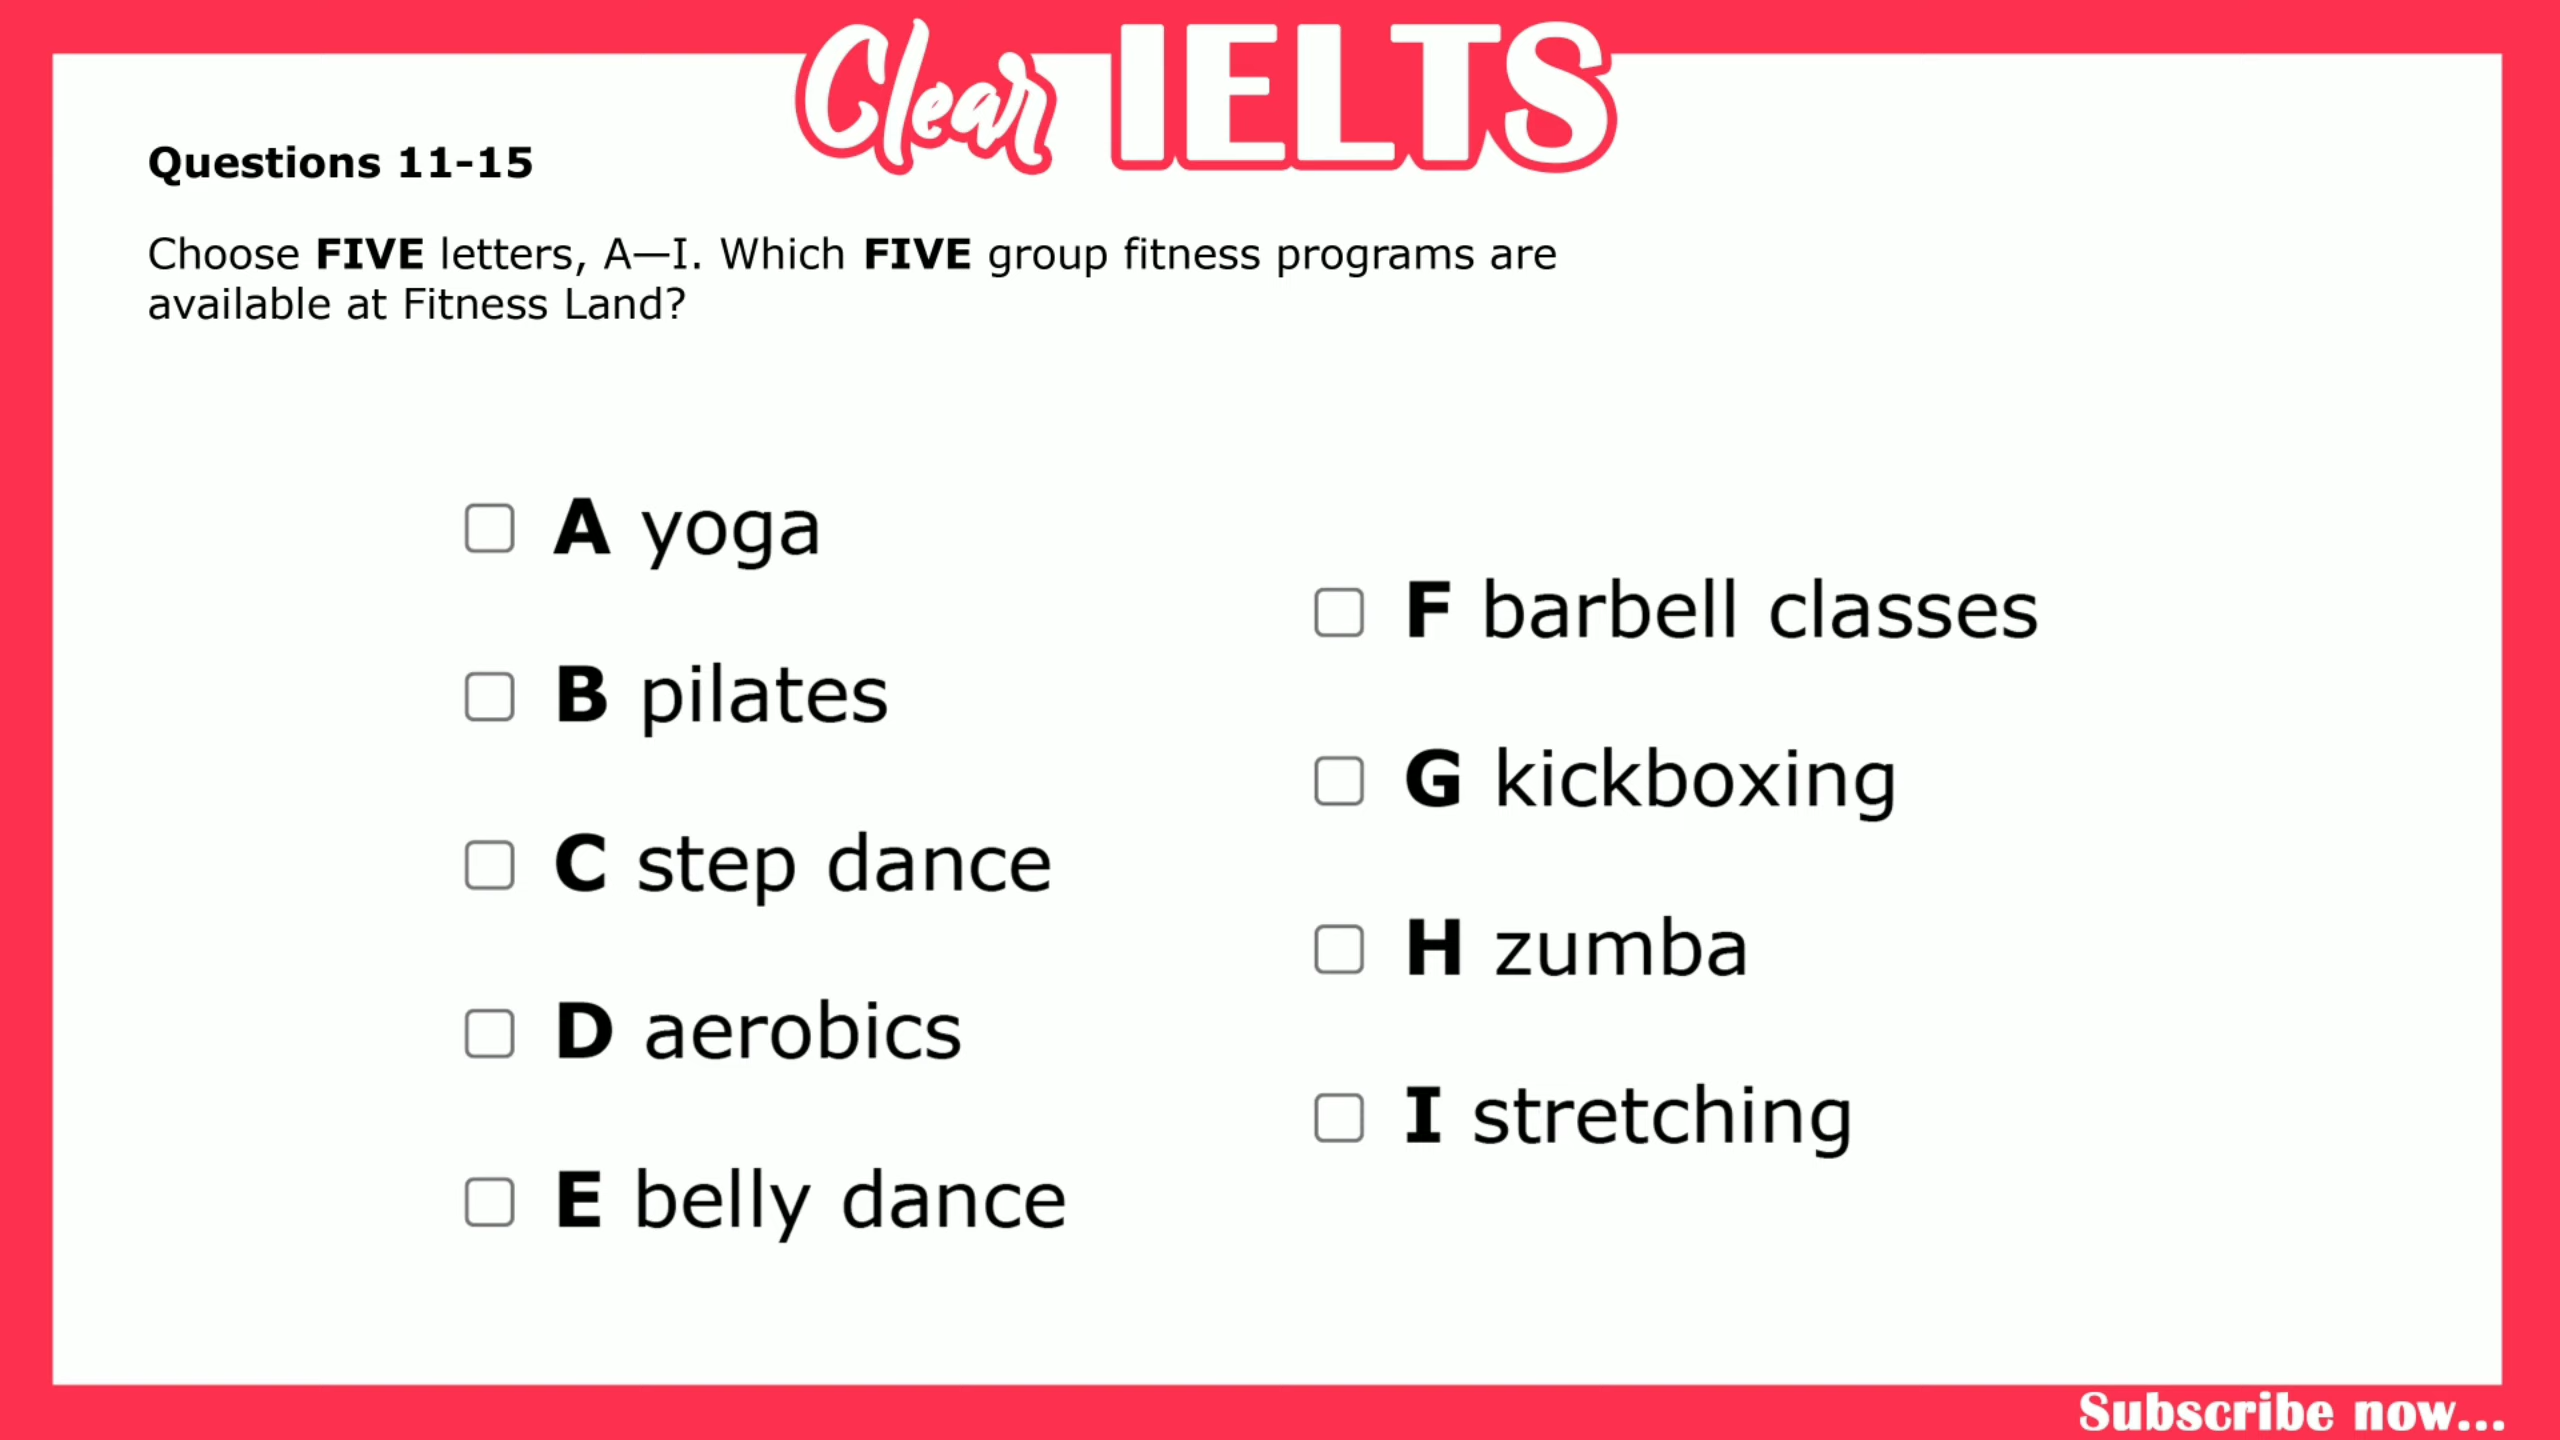 Clear IELTS
Questions 11-15
Choose FIVE letters, A—I. Which FIVE group fitness programs are
available at Fitness Land?
A yoga
B pilates
C step dance
D aerobics
E belly dance
F barbell classes
G kickboxing
H zumba
I stretching
Subscribe now...